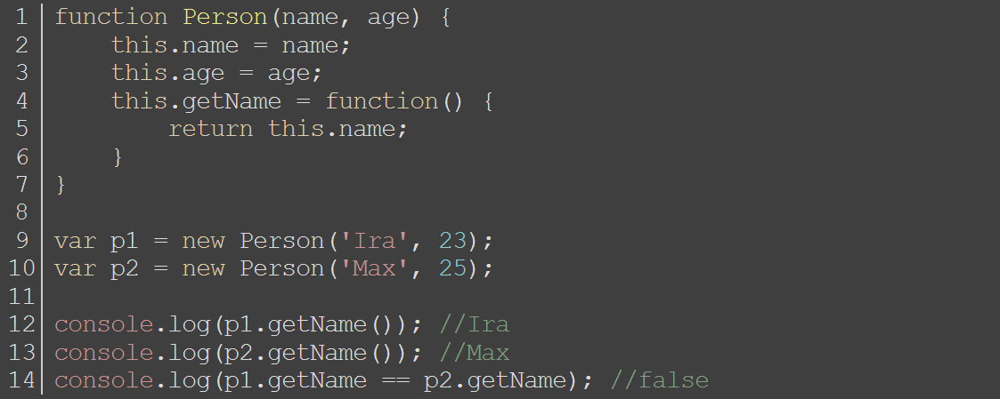 1 function Person(name, age) {
2     this.name = name;
3     this.age = age;
4     this.getName = function() {
5         return this.name;
6     }
7 }
8
9 var p1 = new Person('Ira', 23);
10 var p2 = new Person('Max', 25);
11
12 console.log(p1.getName()); //Ira
13 console.log(p2.getName()); //Max
14 console.log(p1.getName == p2.getName); //false